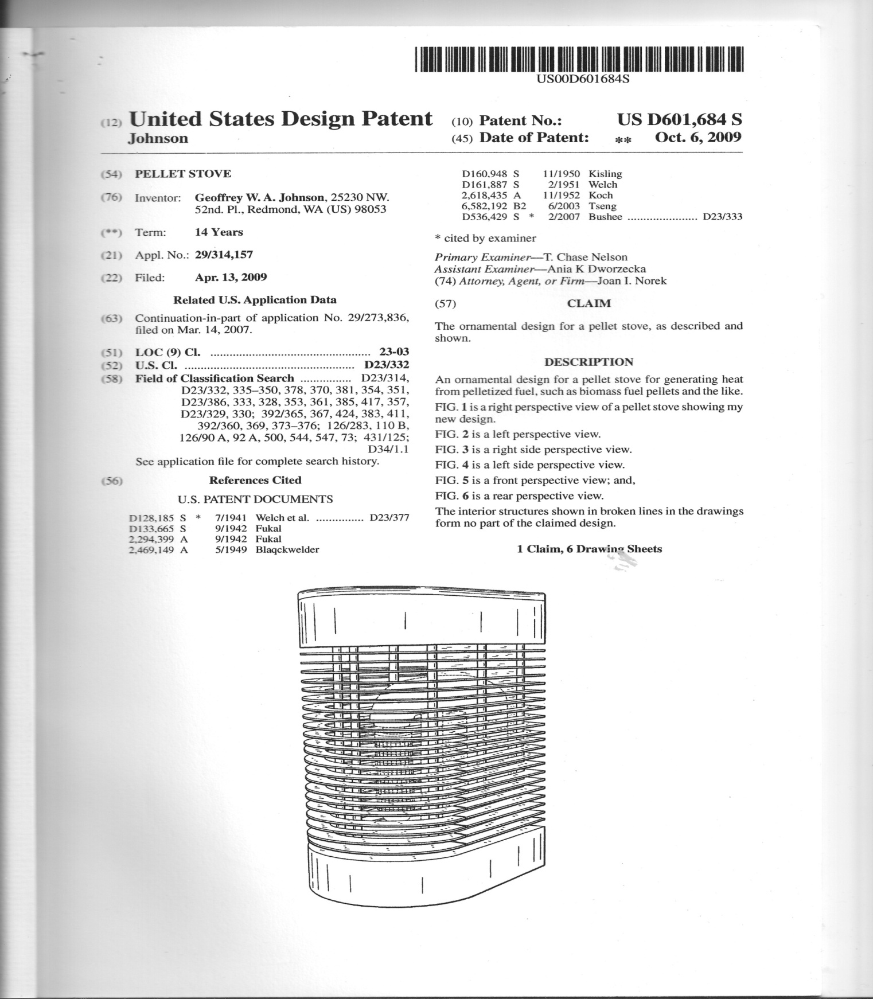 US00D601684S
(12) United States Design Patent
Johnson
(10) Patent No.: US D601,684 S
(45) Date of Patent: ** Oct. 6, 2009
(54) PELLET STOVE
(76) Inventor: Geoffrey W. A. Johnson, 25230 NW.
52nd. Pl., Redmond, WA (US) 98053
(**) Term: 14 Years
(21) Appl. No.: 29/314,157
(22) Filed: Apr. 13, 2009
Related U.S. Application Data
(63) Continuation-in-part of application No. 29/273,836,
filed on Mar. 14, 2007.
(51) LOC (9) Cl. .............................................. 23-03
(52) U.S. Cl. ................................................. D23/332
(58) Field of Classification Search ............... D23/314,
D23/332, 335–350, 378, 370, 381, 354, 351,
D23/386, 333, 328, 353, 361, 385, 417, 357,
D23/329, 330; 392/365, 367, 424, 383, 411,
392/360, 369, 373–376; 126/283, 110 B,
126/90 A, 92 A, 500, 544, 547, 73; 431/125;
D34/1.1
See application file for complete search history.
(56) References Cited
U.S. PATENT DOCUMENTS
D128,185 S * 7/1941 Welch et al. ............... D23/377
D133,665 S 9/1942 Fukal
2,294,399 A 9/1942 Fukal
2,469,149 A 5/1949 Blaqckwelder
D160,948 S 11/1950 Kisling
D161,887 S 2/1951 Welch
2,618,435 A 11/1952 Koch
6,582,192 B2 6/2003 Tseng
D536,429 S * 2/2007 Bushee ...................... D23/333
* cited by examiner
Primary Examiner—T. Chase Nelson
Assistant Examiner—Ania K Dworzecka
(74) Attorney, Agent, or Firm—Joan I. Norek
(57) CLAIM
The ornamental design for a pellet stove, as described and
shown.
DESCRIPTION
An ornamental design for a pellet stove for generating heat
from pelletized fuel, such as biomass fuel pellets and the like.
FIG. 1 is a right perspective view of a pellet stove showing my
new design.
FIG. 2 is a left perspective view.
FIG. 3 is a right side perspective view.
FIG. 4 is a left side perspective view.
FIG. 5 is a front perspective view; and,
FIG. 6 is a rear perspective view.
The interior structures shown in broken lines in the drawings
form no part of the claimed design.
1 Claim, 6 Drawing Sheets